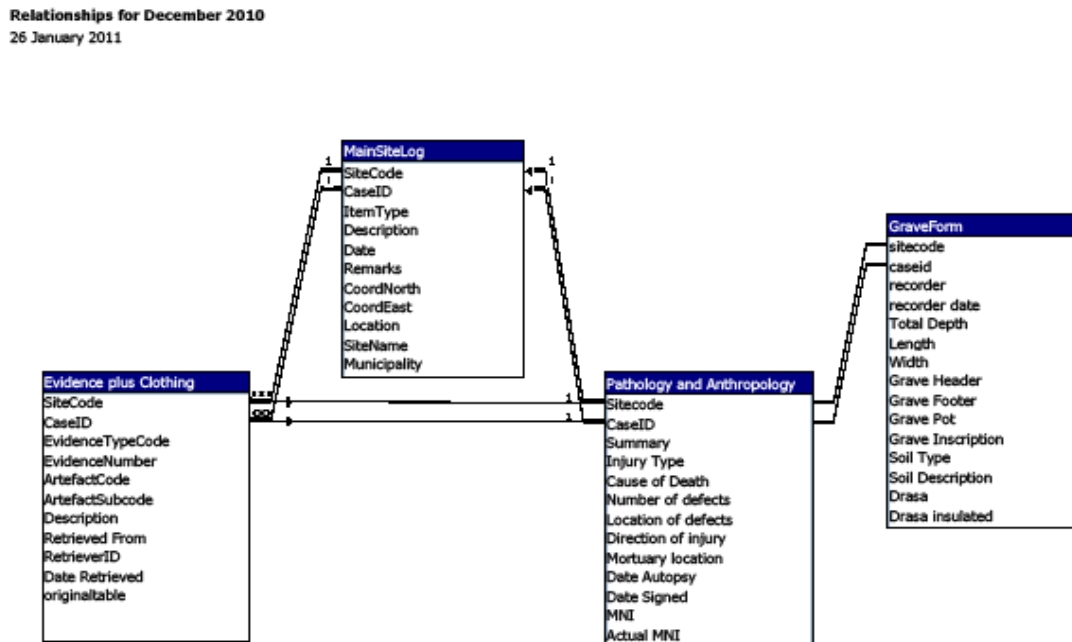 Relationships for December 2010
26 January 2011
MainSiteLog
SiteCode
CaseID
ItemType
Description
Date
Remarks
CoordNorth
CoordEast
Location
SiteName
Municipality
1
1
1
1
Evidence plus Clothing
SiteCode
CaseID
EvidenceTypeCode
EvidenceNumber
ArtefactCode
ArtefactSubcode
Description
Retrieved From
RetrieverID
Date Retrieved
originaltable
∞
1
1
Pathology and Anthropology
Sitecode
CaseID
Summary
Injury Type
Cause of Death
Number of defects
Location of defects
Direction of injury
Mortuary location
Date Autopsy
Date Signed
MNI
Actual MNI
GraveForm
sitecode
caseid
recorder
recorder date
Total Depth
Length
Width
Grave Header
Grave Footer
Grave Pot
Grave Inscription
Soil Type
Soil Description
Drasa
Drasa insulated